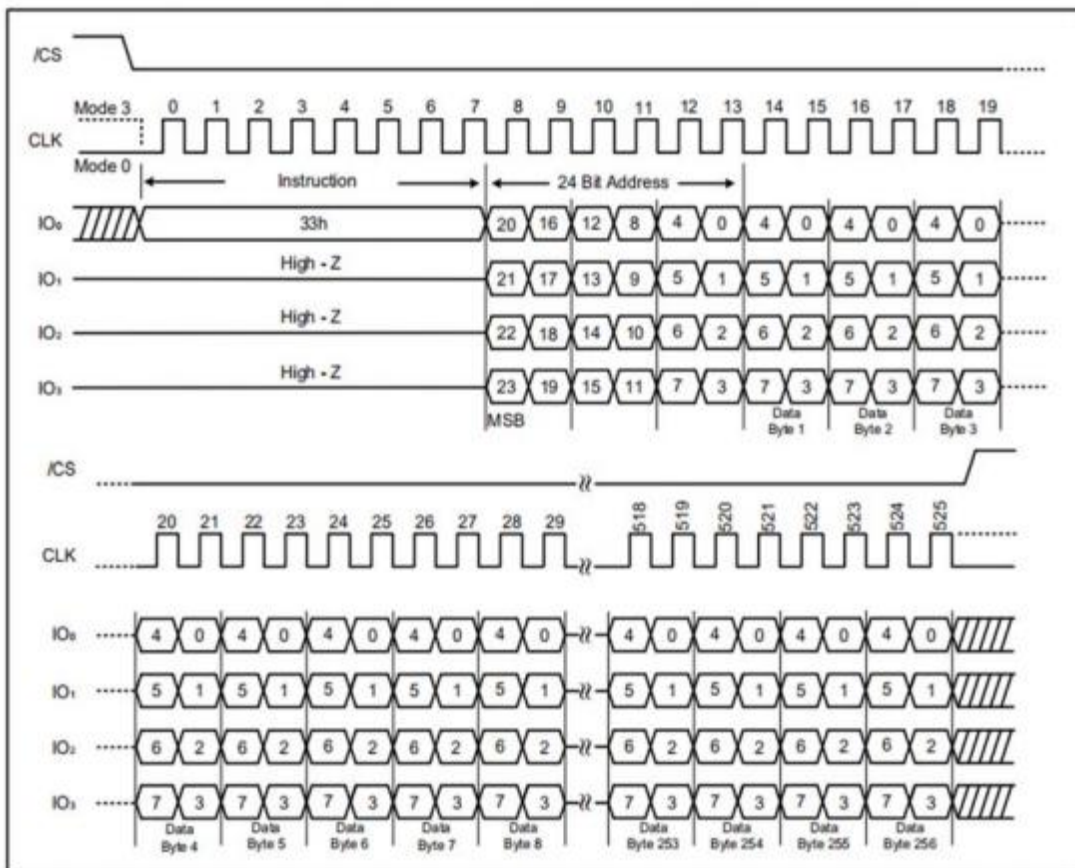 /CS
Mode 3 0 1 2 3 4 5 6 7 8 9 10 11 12 13 14 15 16 17 18 19
CLK
Mode 0
Instruction 24 Bit Address
IO₀ 33h 20 16 12 8 4 0 4 0 4 0 4 0
IO₁ High - Z 21 17 13 9 5 1 5 1 5 1 5 1
IO₂ High - Z 22 18 14 10 6 2 6 2 6 2 6 2
IO₃ High - Z 23 19 15 11 7 3 7 3 7 3 7 3
MSB Data Data Data
Byte 1 Byte 2 Byte 3
/CS
20 21 22 23 24 25 26 27 28 29 518 519 520 521 522 523 524 525
CLK
IO₀ 4 0 4 0 4 0 4 0 4 0 4 0 4 0 4 0 4 0
IO₁ 5 1 5 1 5 1 5 1 5 1 5 1 5 1 5 1 5 1
IO₂ 6 2 6 2 6 2 6 2 6 2 6 2 6 2 6 2 6 2
IO₃ 7 3 7 3 7 3 7 3 7 3 7 3 7 3 7 3 7 3
Data Data Data Data Data Data Data Data Data
Byte 4 Byte 5 Byte 6 Byte 7 Byte 8 Byte 253 Byte 254 Byte 255 Byte 256